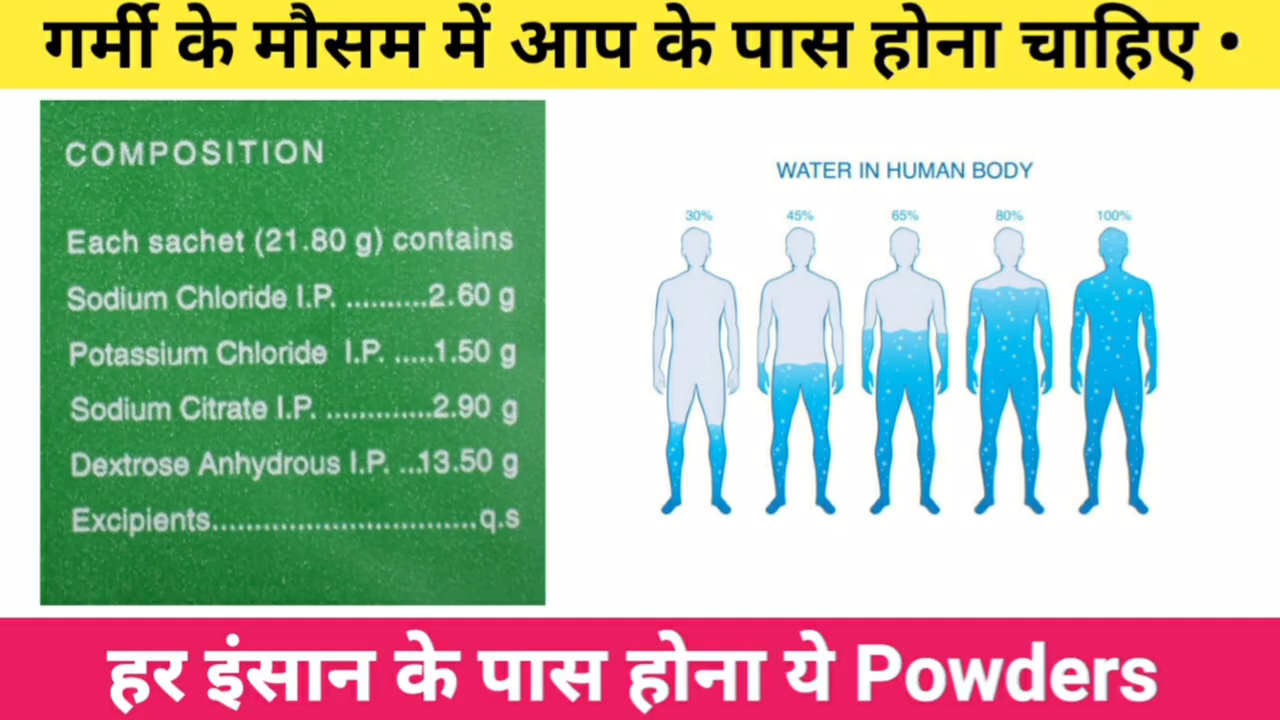 गर्मी के मौसम में आप के पास होना चाहिए •
COMPOSITION
Each sachet (21.80 g) contains
Sodium Chloride I.P. ..........2.60 g
Potassium Chloride I.P. .....1.50 g
Sodium Citrate I.P. .............2.90 g
Dextrose Anhydrous I.P. ...13.50 g
Excipients...............................q.s
WATER IN HUMAN BODY
30% 45% 65% 80% 100%
हर इंसान के पास होना ये Powders